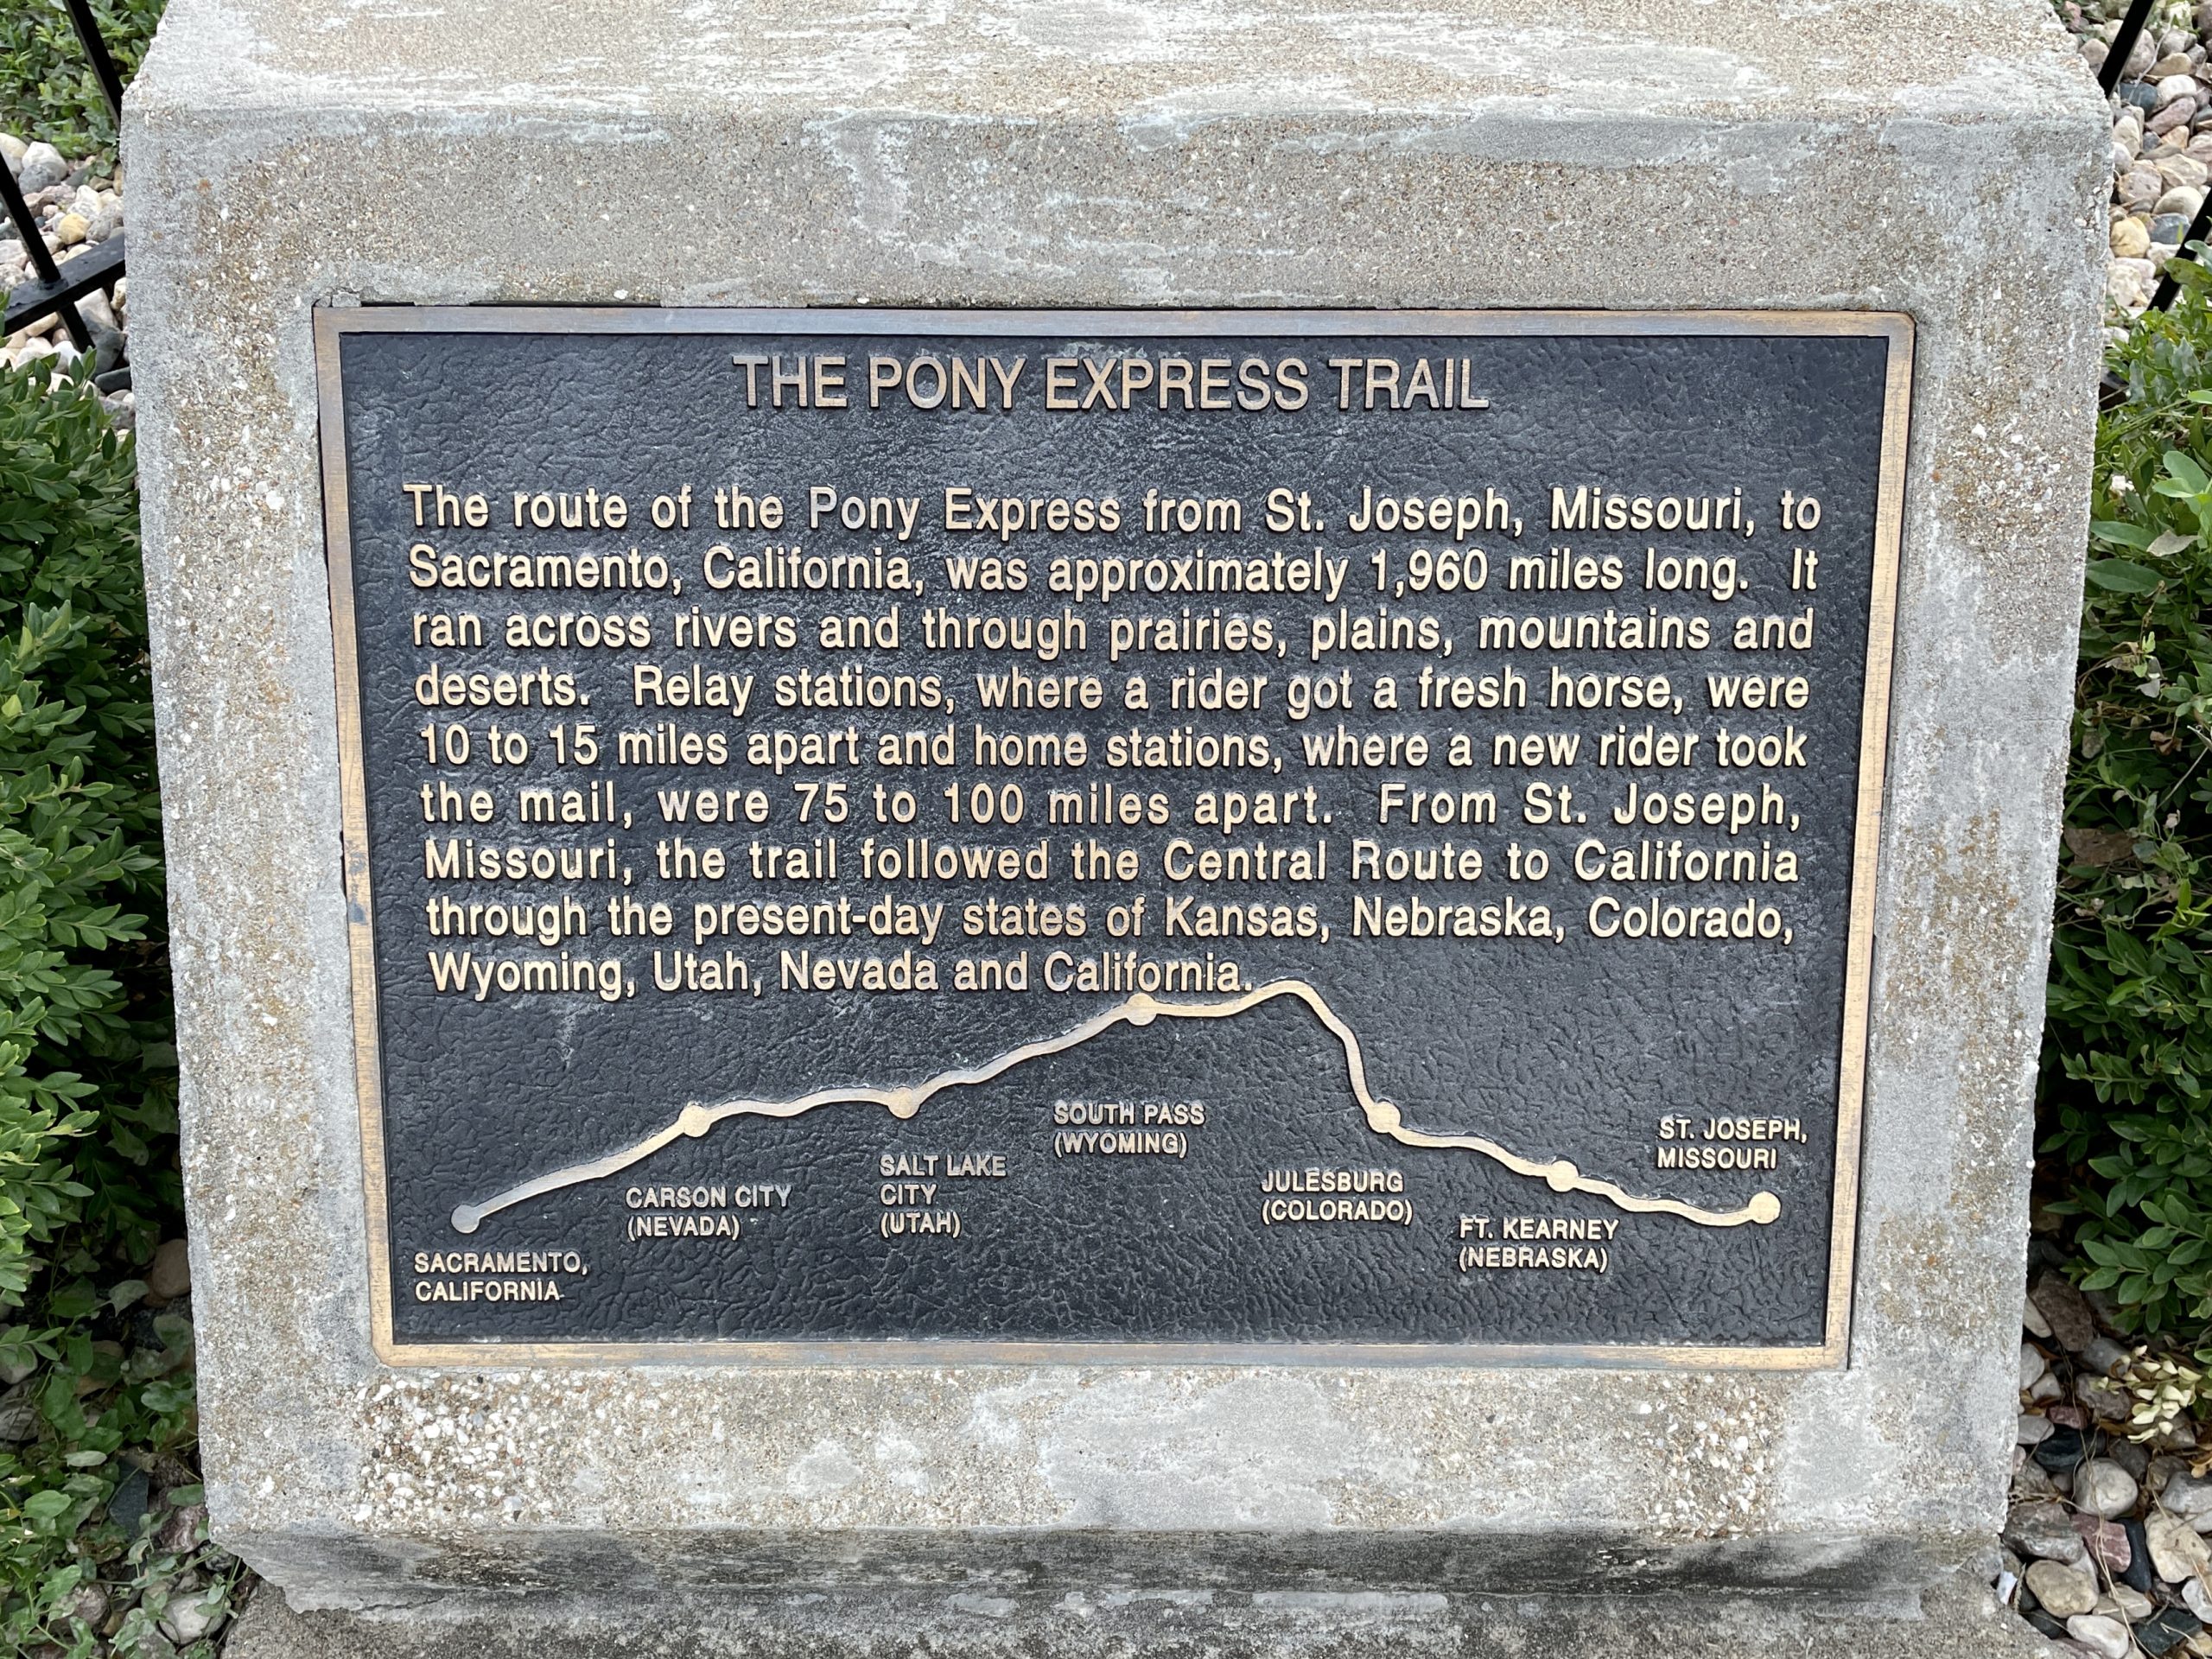 THE PONY EXPRESS TRAIL
The route of the Pony Express from St. Joseph, Missouri, to
Sacramento, California, was approximately 1,960 miles long. It
ran across rivers and through prairies, plains, mountains and
deserts. Relay stations, where a rider got a fresh horse, were
10 to 15 miles apart and home stations, where a new rider took
the mail, were 75 to 100 miles apart. From St. Joseph,
Missouri, the trail followed the Central Route to California
through the present-day states of Kansas, Nebraska, Colorado,
Wyoming, Utah, Nevada and California.
SACRAMENTO,
CALIFORNIA
CARSON CITY
(NEVADA)
SALT LAKE
CITY
(UTAH)
SOUTH PASS
(WYOMING)
JULESBURG
(COLORADO)
FT. KEARNEY
(NEBRASKA)
ST. JOSEPH,
MISSOURI